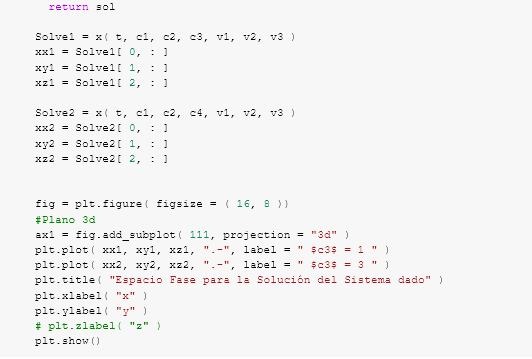 return sol
Solve1 = x( t, c1, c2, c3, v1, v2, v3 )
xx1 = Solve1[ 0, : ]
xy1 = Solve1[ 1, : ]
xz1 = Solve1[ 2, : ]
Solve2 = x( t, c1, c2, c4, v1, v2, v3 )
xx2 = Solve2[ 0, : ]
xy2 = Solve2[ 1, : ]
xz2 = Solve2[ 2, : ]
fig = plt.figure( figsize = ( 16, 8 ))
#Plano 3d
ax1 = fig.add_subplot( 111, projection = "3d" )
plt.plot( xx1, xy1, xz1, ".-", label = " $c3$ = 1 " )
plt.plot( xx2, xy2, xz2, ".-", label = " $c3$ = 3 " )
plt.title( "Espacio Fase para la Solución del Sistema dado" )
plt.xlabel( "x" )
plt.ylabel( "y" )
# plt.zlabel( "z" )
plt.show()